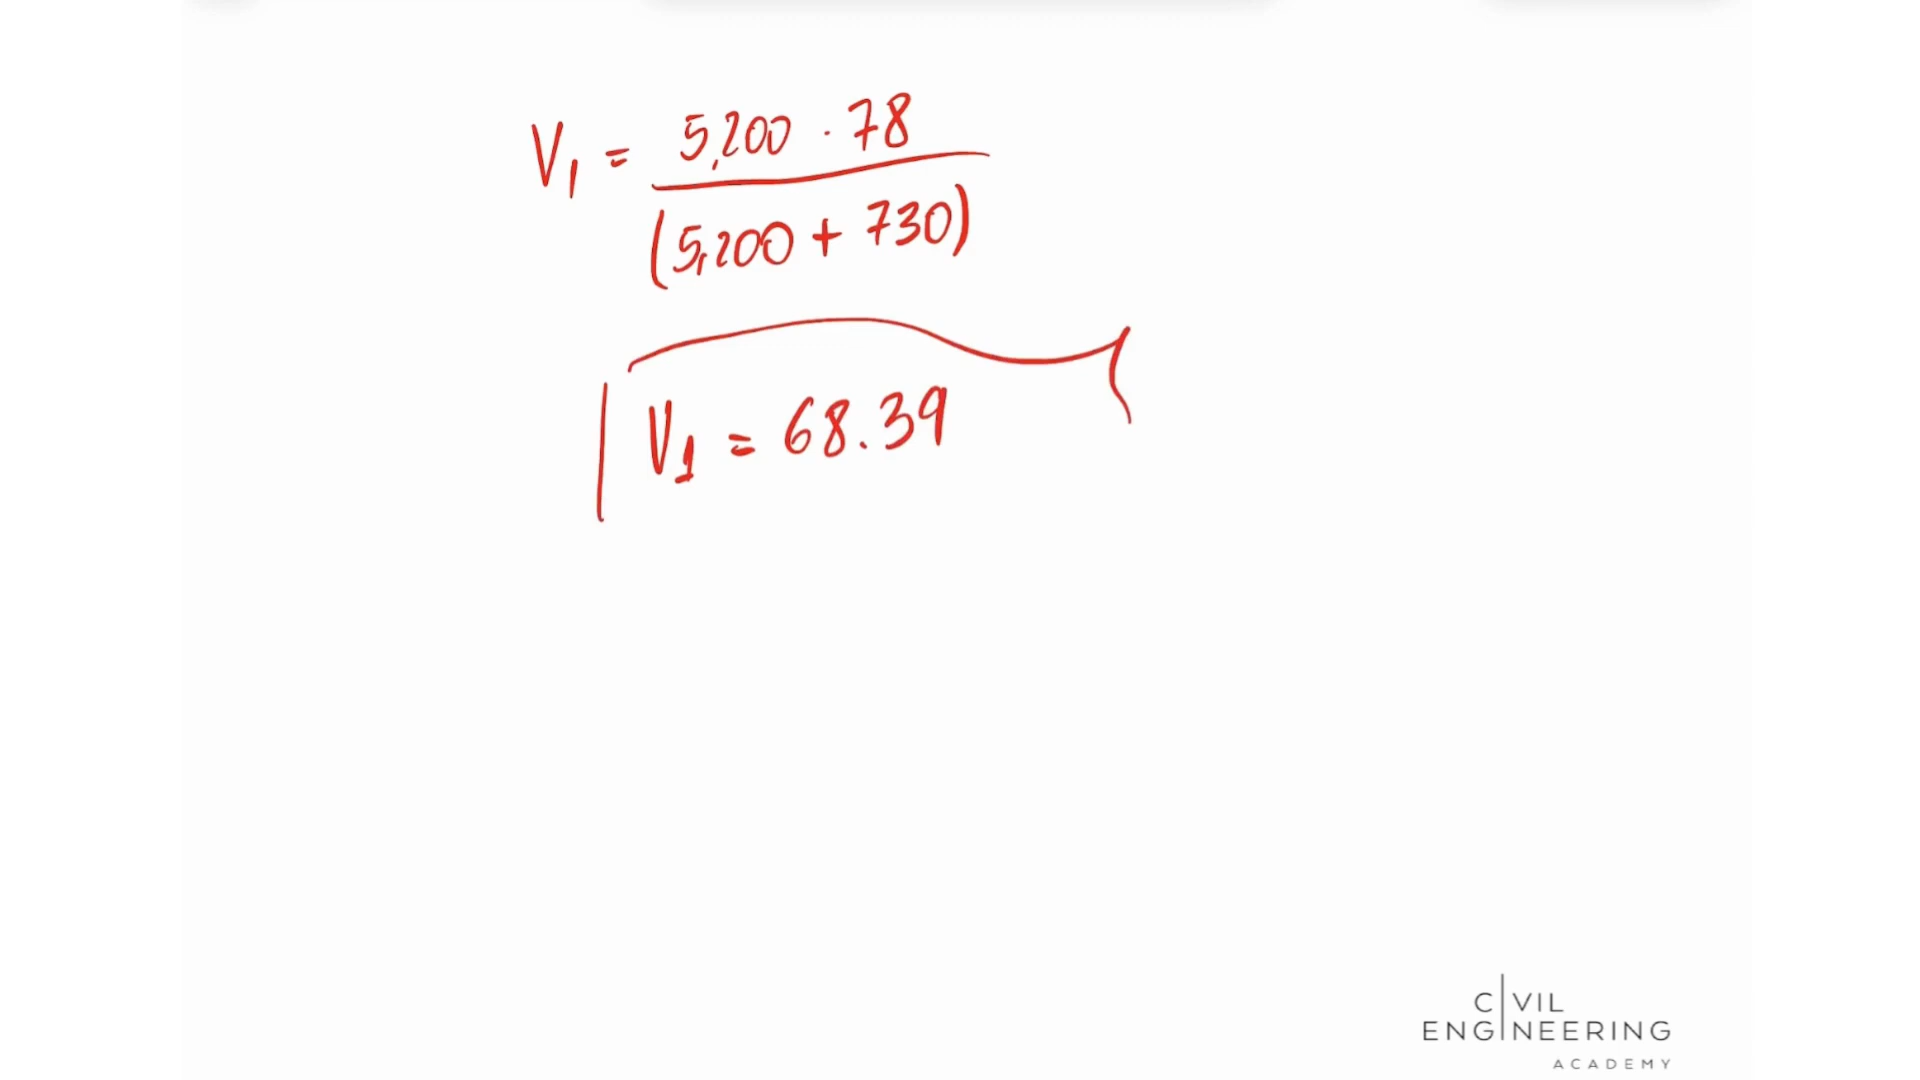 V₁ = 5,200 · 78
(5,200 + 730)
V₁ = 68.39
CIVIL
ENGINEERING
ACADEMY